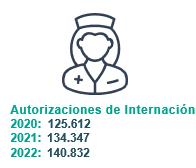 Autorizaciones de Internación
2020: 125.612
2021: 134.347
2022: 140.832